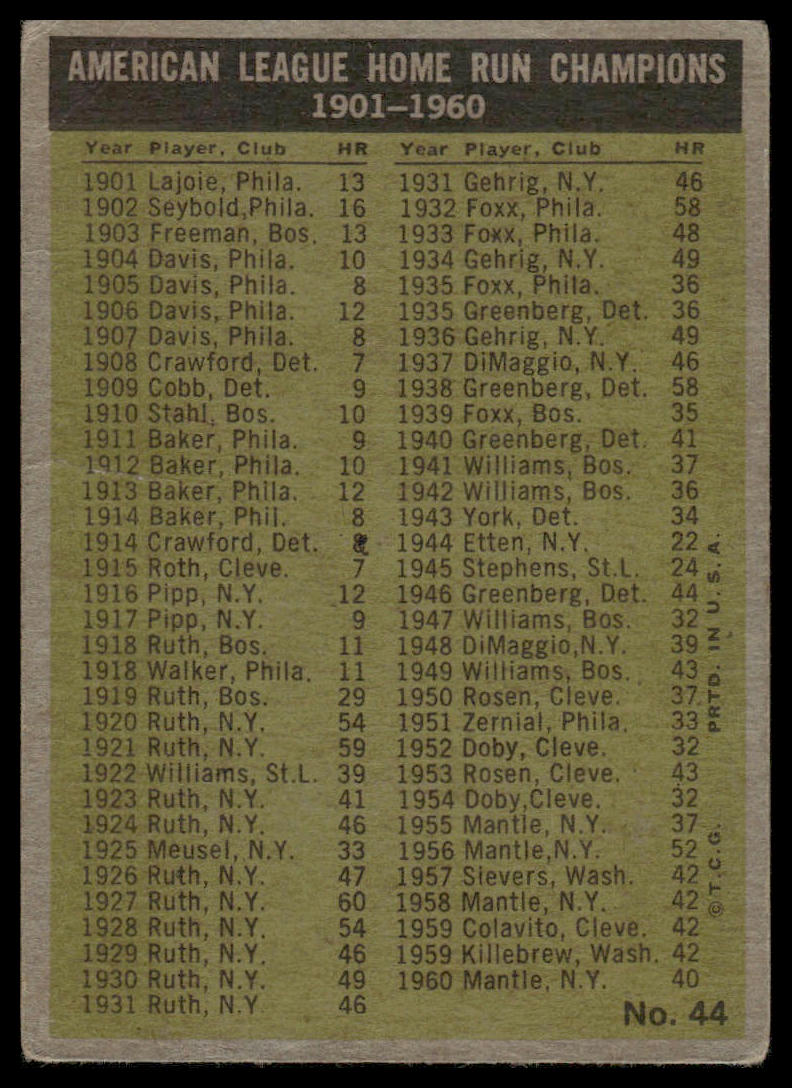 AMERICAN LEAGUE HOME RUN CHAMPIONS
1901–1960
Year Player, Club HR
1901 Lajoie, Phila. 13
1902 Seybold,Phila. 16
1903 Freeman, Bos. 13
1904 Davis, Phila. 10
1905 Davis, Phila. 8
1906 Davis, Phila. 12
1907 Davis, Phila. 8
1908 Crawford, Det. 7
1909 Cobb, Det. 9
1910 Stahl, Bos. 10
1911 Baker, Phila. 9
1912 Baker, Phila. 10
1913 Baker, Phila. 12
1914 Baker, Phil. 8
1914 Crawford, Det. 8
1915 Roth, Cleve. 7
1916 Pipp, N.Y. 12
1917 Pipp, N.Y. 9
1918 Ruth, Bos. 11
1918 Walker, Phila. 11
1919 Ruth, Bos. 29
1920 Ruth, N.Y. 54
1921 Ruth, N.Y. 59
1922 Williams, St.L. 39
1923 Ruth, N.Y. 41
1924 Ruth, N.Y. 46
1925 Meusel, N.Y. 33
1926 Ruth, N.Y. 47
1927 Ruth, N.Y. 60
1928 Ruth, N.Y. 54
1929 Ruth, N.Y. 46
1930 Ruth, N.Y. 49
1931 Ruth, N.Y 46
Year Player, Club HR
1931 Gehrig, N.Y. 46
1932 Foxx, Phila. 58
1933 Foxx, Phila. 48
1934 Gehrig, N.Y. 49
1935 Foxx, Phila. 36
1935 Greenberg, Det. 36
1936 Gehrig, N.Y. 49
1937 DiMaggio, N.Y. 46
1938 Greenberg, Det. 58
1939 Foxx, Bos. 35
1940 Greenberg, Det. 41
1941 Williams, Bos. 37
1942 Williams, Bos. 36
1943 York, Det. 34
1944 Etten, N.Y. 22
1945 Stephens, St.L. 24
1946 Greenberg, Det. 44
1947 Williams, Bos. 32
1948 DiMaggio,N.Y. 39
1949 Williams, Bos. 43
1950 Rosen, Cleve. 37
1951 Zernial, Phila. 33
1952 Doby, Cleve. 32
1953 Rosen, Cleve. 43
1954 Doby,Cleve. 32
1955 Mantle, N.Y. 37
1956 Mantle,N.Y. 52
1957 Sievers, Wash. 42
1958 Mantle, N.Y. 42
1959 Colavito, Cleve. 42
1959 Killebrew, Wash. 42
1960 Mantle, N.Y. 40
No. 44
© T.C.G. PRTD. IN U.S.A.